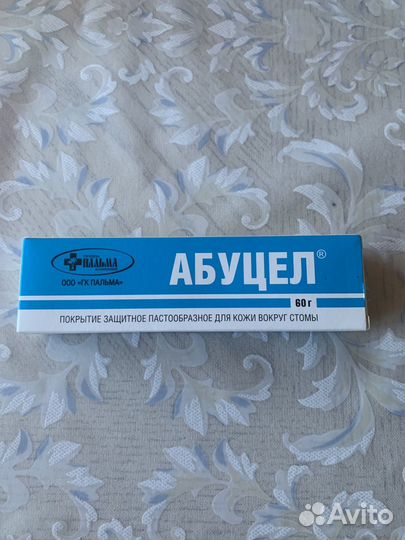 ПАЛЬМА
ООО «ГК ПАЛЬМА»
АБУЦЕЛ®
60 г
ПОКРЫТИЕ ЗАЩИТНОЕ ПАСТООБРАЗНОЕ ДЛЯ КОЖИ ВОКРУГ СТОМЫ
Avito